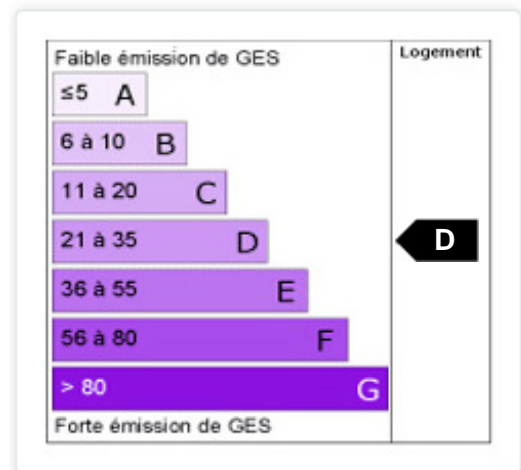 Faible émission de GES
Logement
≤5 A
6 à 10 B
11 à 20 C
21 à 35 D
D
36 à 55 E
56 à 80 F
> 80 G
Forte émission de GES